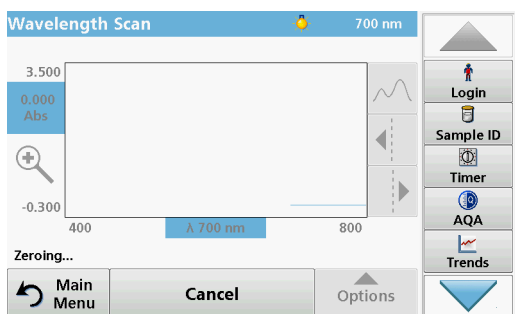 Wavelength Scan 700 nm
3.500
0.000
Abs
-0.300
400 λ 700 nm 800
Zeroing...
Main
Menu
Cancel
Options
Login
Sample ID
Timer
AQA
Trends